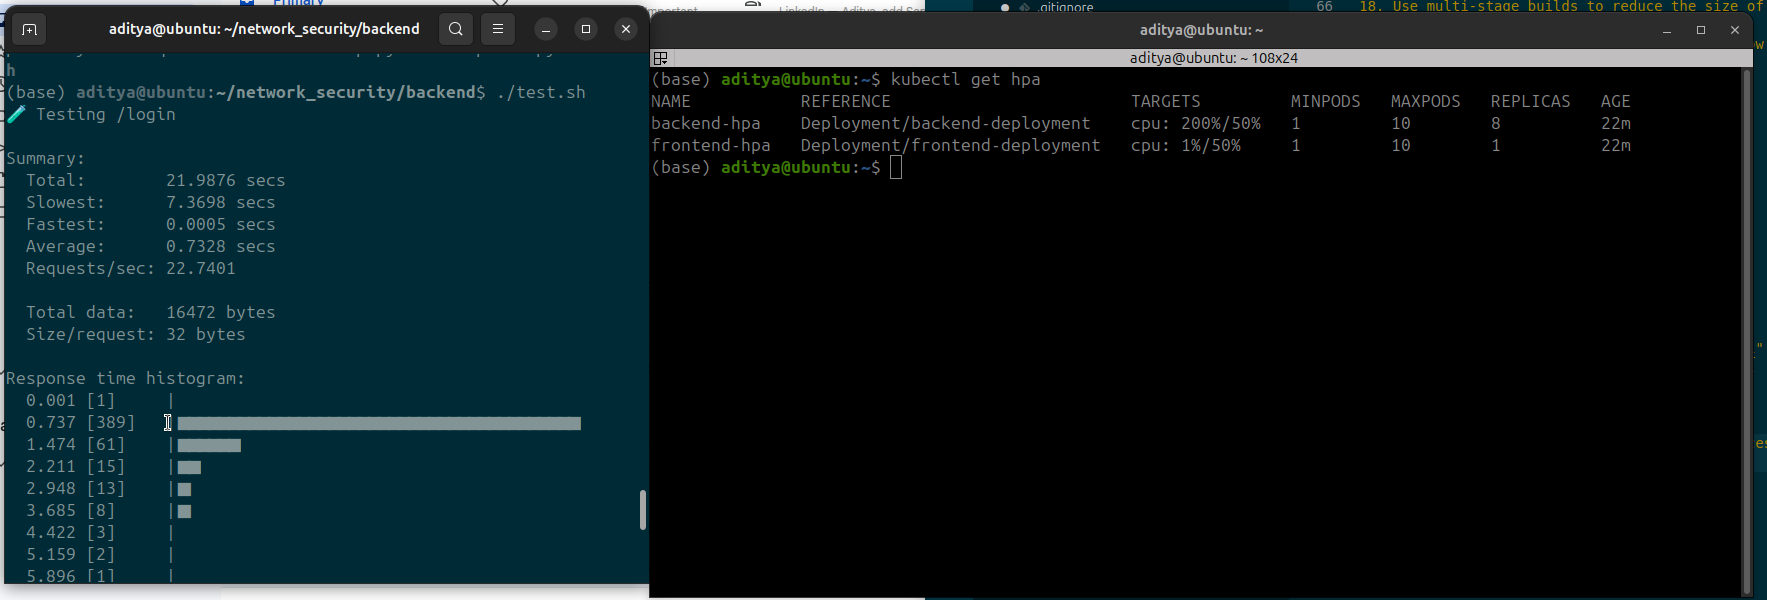 Primary
.gitignore
66 18. Use multi-stage builds to reduce the size of
aditya@ubuntu: ~/network_security/backend
h
(base) aditya@ubuntu:~/network_security/backend$ ./test.sh
🧪 Testing /login
Summary:
Total: 21.9876 secs
Slowest: 7.3698 secs
Fastest: 0.0005 secs
Average: 0.7328 secs
Requests/sec: 22.7401
Total data: 16472 bytes
Size/request: 32 bytes
Response time histogram:
0.001 [1] |
0.737 [389] |■■■■■■■■■■■■■■■■■■■■■■■■■■■■■■■■■■■■■■■■
1.474 [61] |■■■■■■
2.211 [15] |■■
2.948 [13] |■
3.685 [8] |■
4.422 [3] |
5.159 [2] |
5.896 [1] |
aditya@ubuntu: ~
aditya@ubuntu: ~ 108x24
(base) aditya@ubuntu:~$ kubectl get hpa
NAME REFERENCE TARGETS MINPODS MAXPODS REPLICAS AGE
backend-hpa Deployment/backend-deployment cpu: 200%/50% 1 10 8 22m
frontend-hpa Deployment/frontend-deployment cpu: 1%/50% 1 10 1 22m
(base) aditya@ubuntu:~$